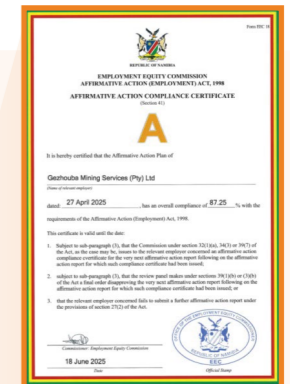 Form EEC 10
REPUBLIC OF NAMIBIA
EMPLOYMENT EQUITY COMMISSION
AFFIRMATIVE ACTION (EMPLOYMENT) ACT, 1998
AFFIRMATIVE ACTION COMPLIANCE CERTIFICATE
(Section 41)
A
It is hereby certified that the Affirmative Action Plan of
Gezhoubs Mining Services (Pty) Ltd
(Name of relevant employer)
dated: 27 April 2025, has an overall compliance of 87.25 % with the
requirements of the Affirmative Action (Employment) Act, 1998.
This certificate is valid until the date:
1. Subject to sub-paragraph (3), that the Commission under section 32(1)(a), 34(3) or 39(7) of
the Act, as the case may be, issues to the relevant employer concerned an affirmative action
compliance certificate for the very next affirmative action report following on the affirmative
action report for which such compliance certificate had been issued;
2. subject to sub-paragraph (3), that the review panel makes under sections 39(1)(b) or (3)(b)
of the Act a final order disapproving the very next affirmative action report following on the
affirmative action report for which such compliance certificate had been issued; or
3. that the relevant employer concerned fails to submit a further affirmative action report under
the provisions of section 27(2) of the Act.
Commissioner: Employment Equity Commission
18 June 2025
Date
OFFICE OF THE EMPLOYMENT EQUITY COMMISSION
REPUBLIC OF NAMIBIA
EEC
Official Stamp